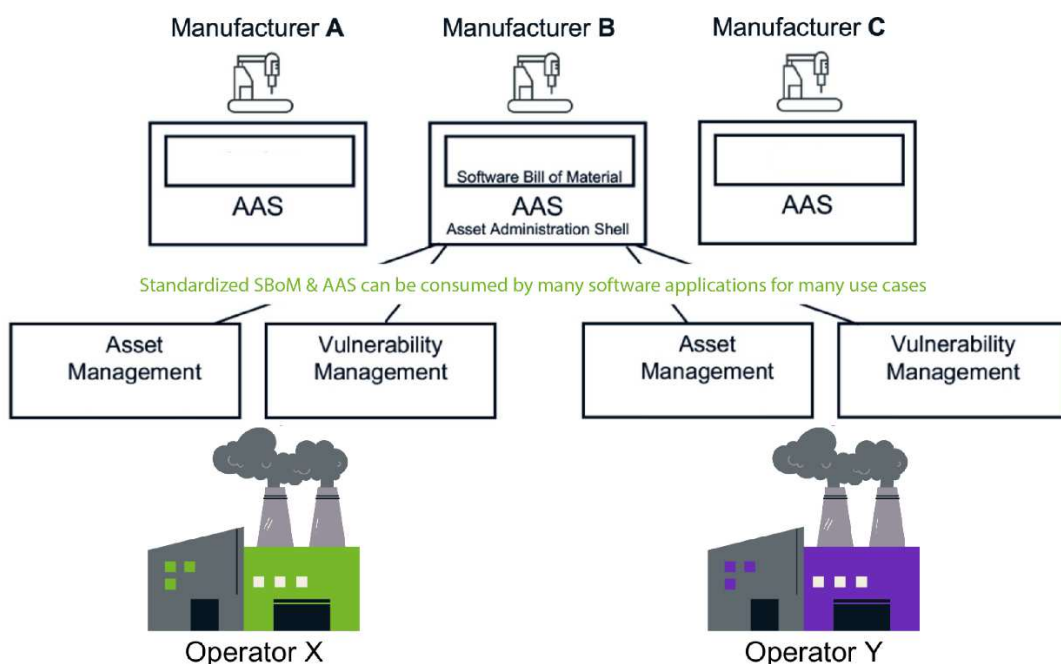 Manufacturer A
Manufacturer B
Manufacturer C
Software Bill of Material
AAS
AAS
Asset Administration Shell
AAS
Standardized SBoM & AAS can be consumed by many software applications for many use cases
Asset
Management
Vulnerability
Management
Asset
Management
Vulnerability
Management
Operator X
Operator Y